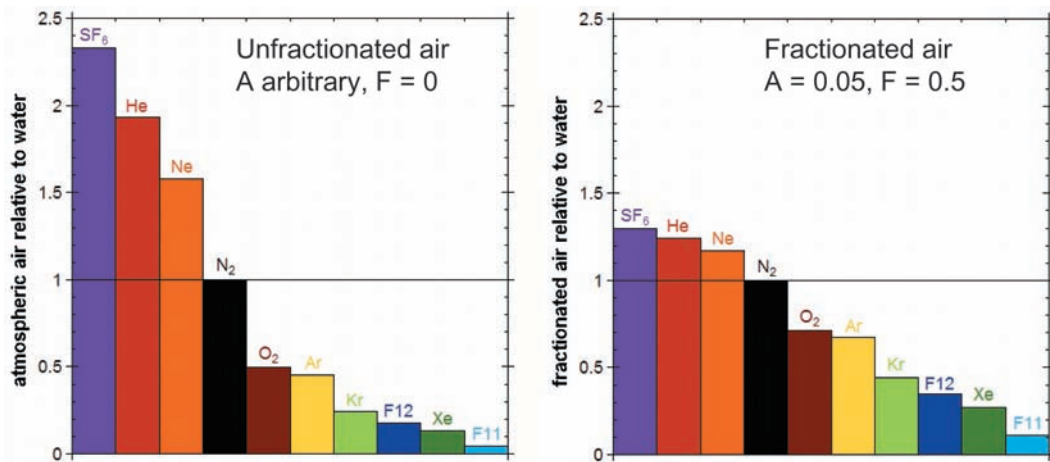 atmospheric air relative to water
2.5
2
1.5
1
0.5
0
Unfractionated air
A arbitrary, F = 0
SF6
He
Ne
N2
O2
Ar
Kr
F12
Xe
F11
fractionated air relative to water
2.5
2
1.5
1
0.5
0
Fractionated air
A = 0.05, F = 0.5
SF6
He
Ne
N2
O2
Ar
Kr
F12
Xe
F11